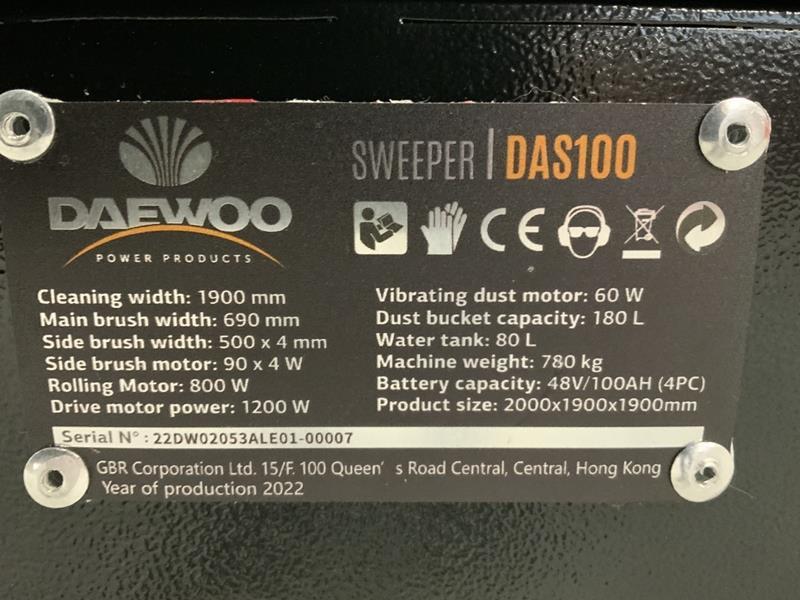 SWEEPER | DAS100
DAEWOO
POWER PRODUCTS
CE
Cleaning width: 1900 mm
Main brush width: 690 mm
Side brush width: 500 x 4 mm
Side brush motor: 90 x 4 W
Rolling Motor: 800 W
Drive motor power: 1200 W
Vibrating dust motor: 60 W
Dust bucket capacity: 180 L
Water tank: 80 L
Machine weight: 780 kg
Battery capacity: 48V/100AH (4PC)
Product size: 2000x1900x1900mm
Serial N° : 22DW02053ALE01-00007
GBR Corporation Ltd. 15/F. 100 Queen' s Road Central, Central, Hong Kong
Year of production 2022